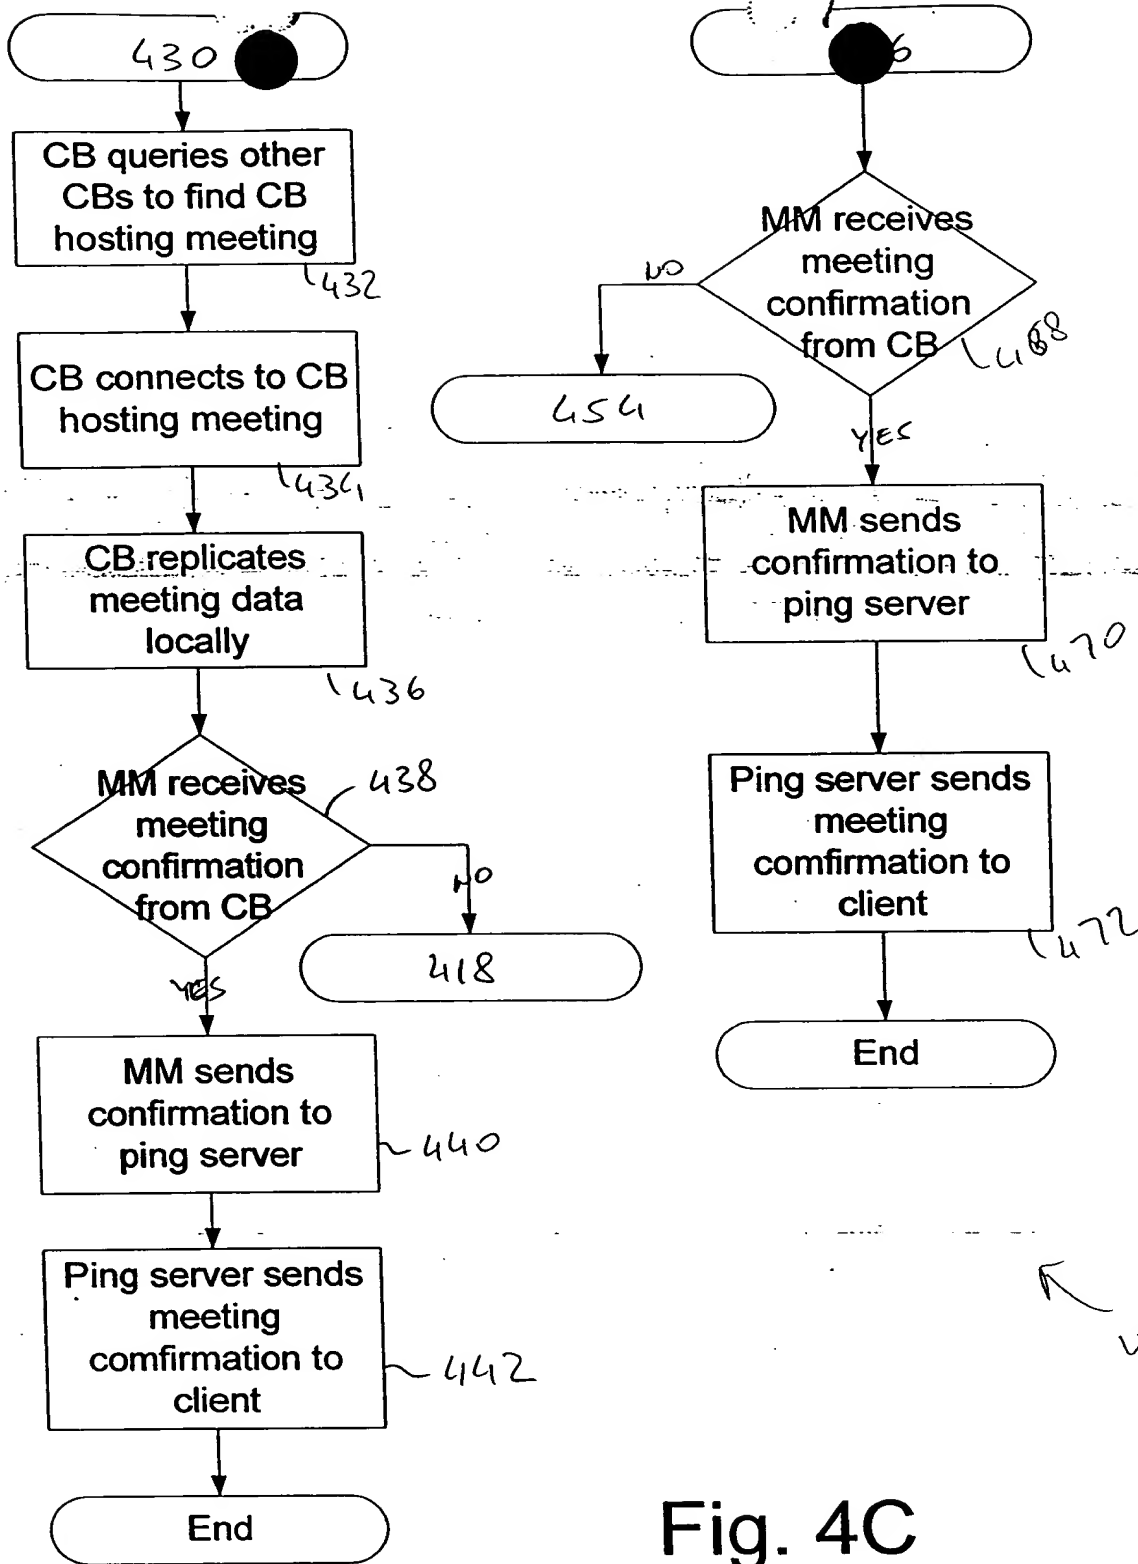 430
CB queries other
CBs to find CB
hosting meeting
432
CB connects to CB
hosting meeting
434
CB replicates
meeting data
locally
436
MM receives
meeting
confirmation
from CB
438
NO
418
YES
MM sends
confirmation to
ping server
440
Ping server sends
meeting
comfirmation to
client
442
End
6
MM receives
meeting
confirmation
from CB
NO
454
YES
MM sends
confirmation to
ping server
470
Ping server sends
meeting
comfirmation to
client
472
End
Fig. 4C